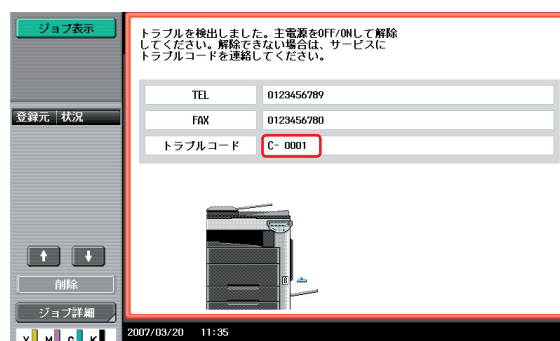 ジョブ表示
トラブルを検出しました。主電源をOFF/ONして解除
してください。解除できない場合は、サービスに
トラブルコードを連絡してください。
TEL 0123456789
登録元 状況
FAX 0123456780
トラブルコード C- 0001
削除
ジョブ詳細
Y M C K
2007/03/20 11:35